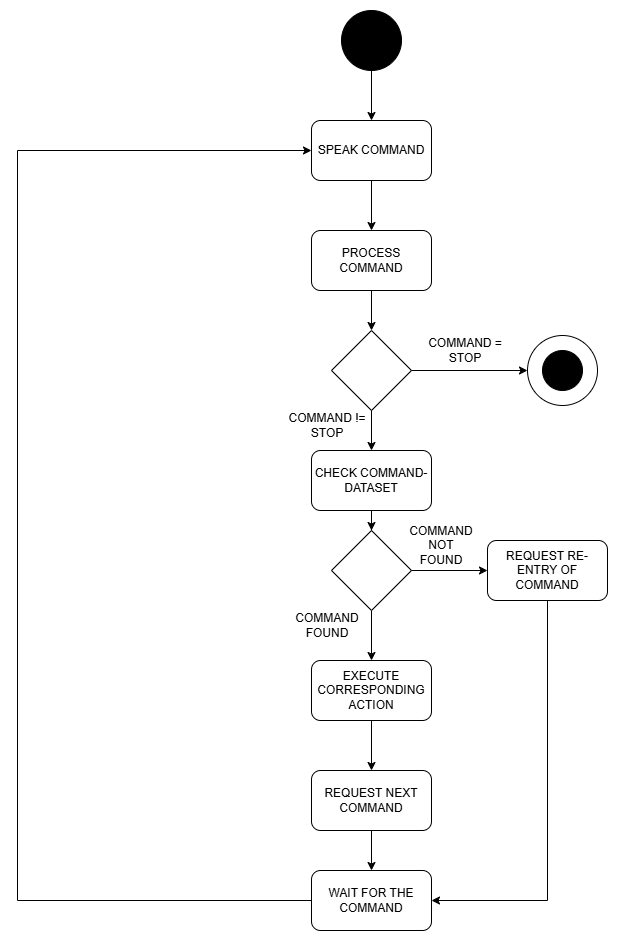 SPEAK COMMAND
PROCESS
COMMAND
COMMAND =
STOP
COMMAND !=
STOP
CHECK COMMAND-
DATASET
COMMAND
NOT
FOUND
REQUEST RE-
ENTRY OF
COMMAND
COMMAND
FOUND
EXECUTE
CORRESPONDING
ACTION
REQUEST NEXT
COMMAND
WAIT FOR THE
COMMAND